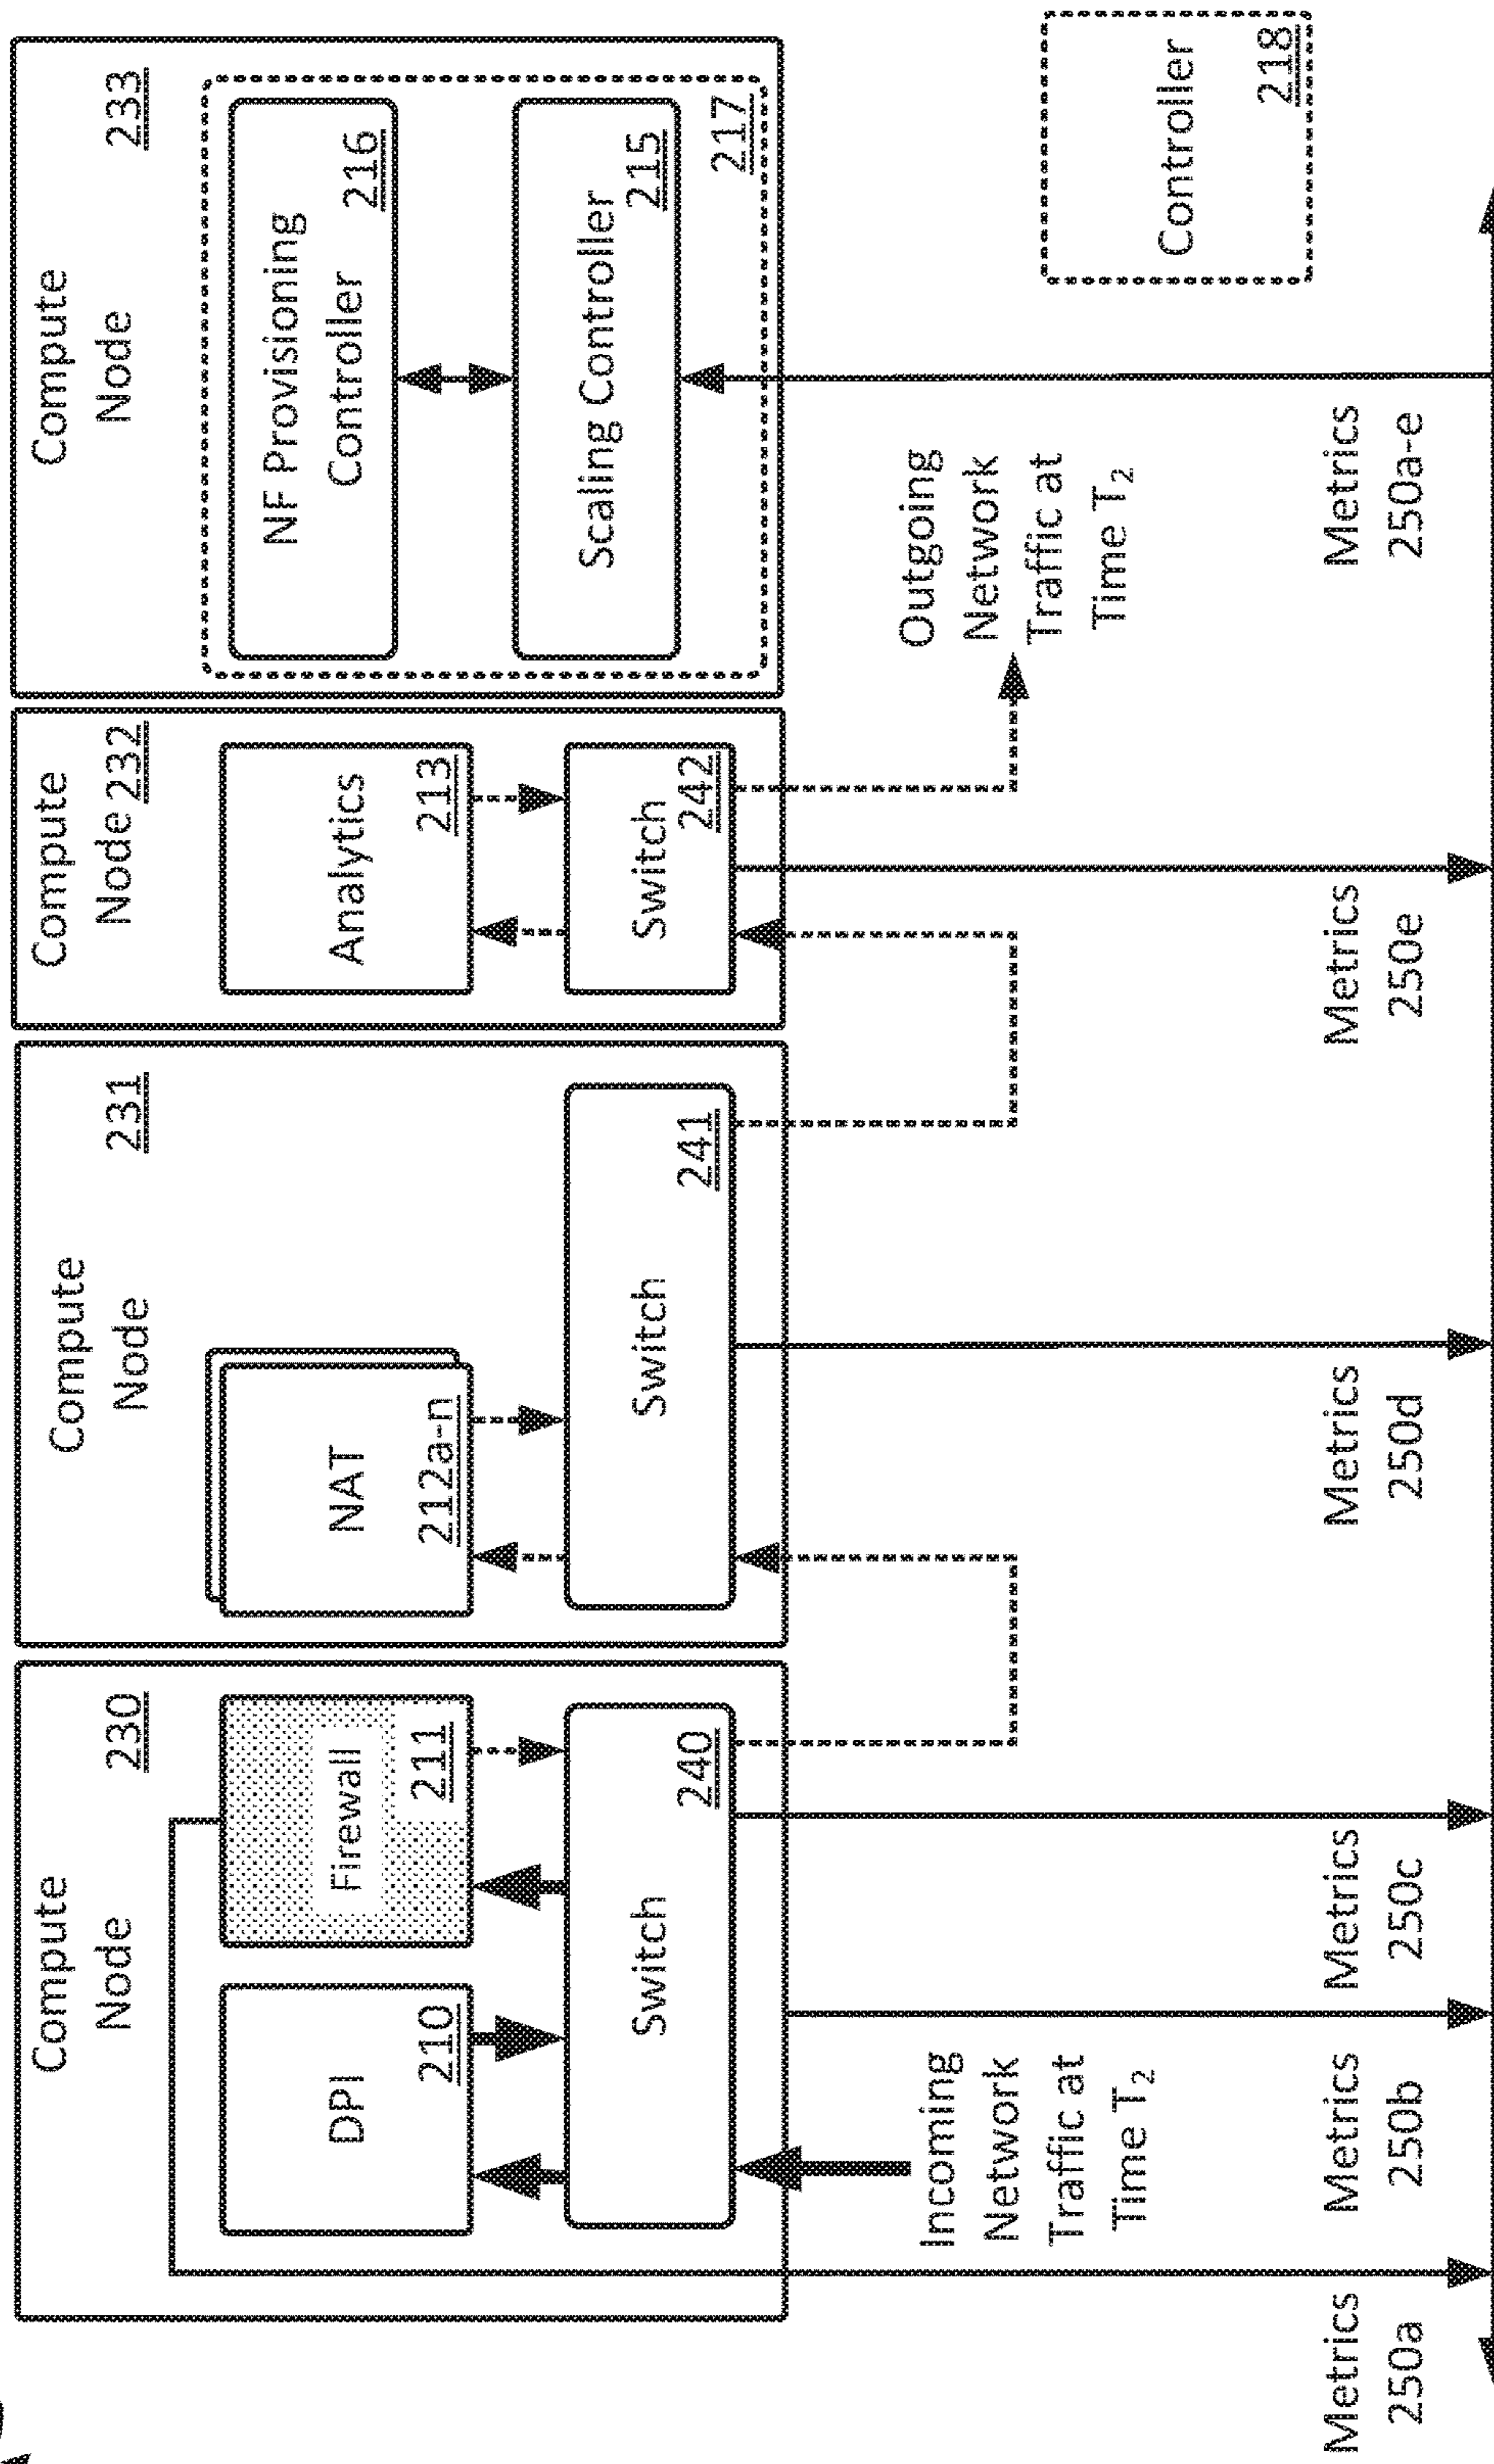 Compute
Node
230
DPI
210
Firewall
211
Switch
240
Compute
Node
231
NAT
212a-n
Switch
241
Compute
Node 232
Analytics
213
Switch
242
Compute
Node
233
NF Provisioning
Controller
216
Scaling Controller
215
217
Incoming
Network
Traffic at
Time T₂
Outgoing
Network
Traffic at
Time T₂
Controller
218
Metrics
250a
Metrics
250b
Metrics
250c
Metrics
250d
Metrics
250e
Metrics
250a-e